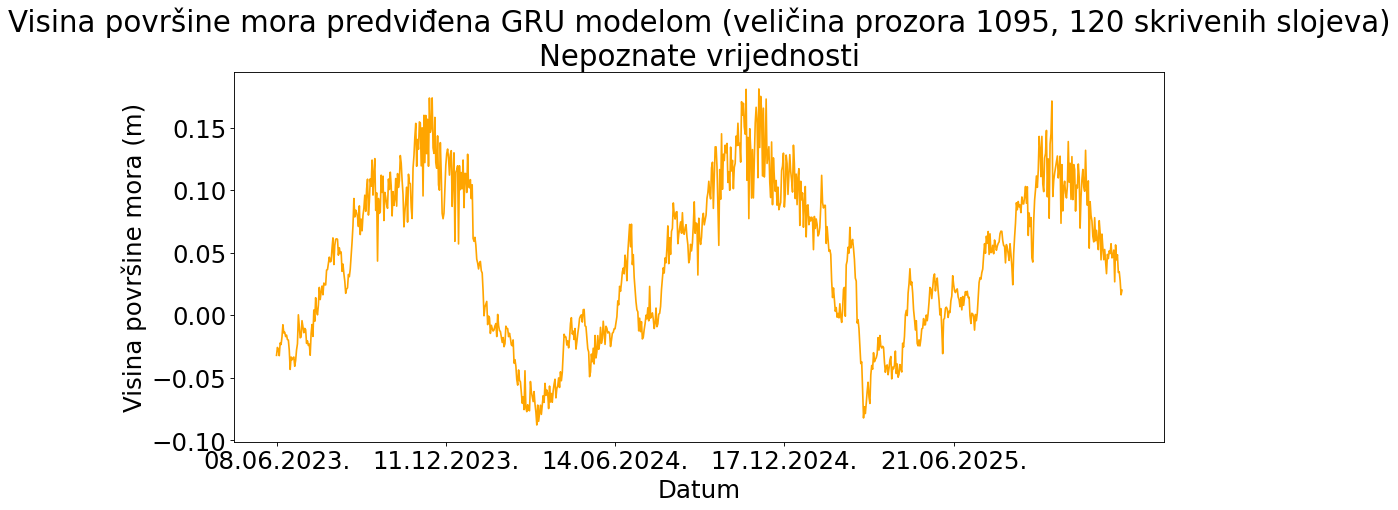 Visina površine mora predviđena GRU modelom (veličina prozora 1095, 120 skrivenih slojeva)
Nepoznate vrijednosti
Visina površine mora (m)
0.15
0.10
0.05
0.00
−0.05
−0.10
08.06.2023. 11.12.2023. 14.06.2024. 17.12.2024. 21.06.2025.
Datum